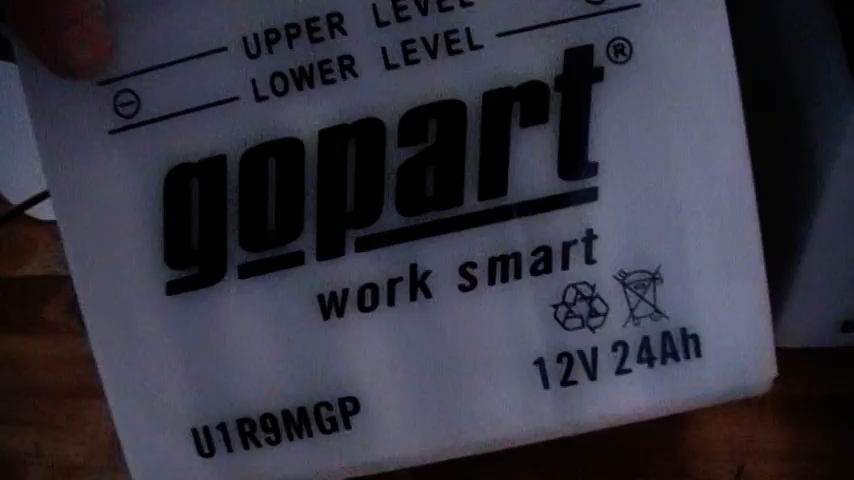 UPPER LEVEL
LOWER LEVEL
gopart®
work smart
12V 24Ah
U1R9MGP